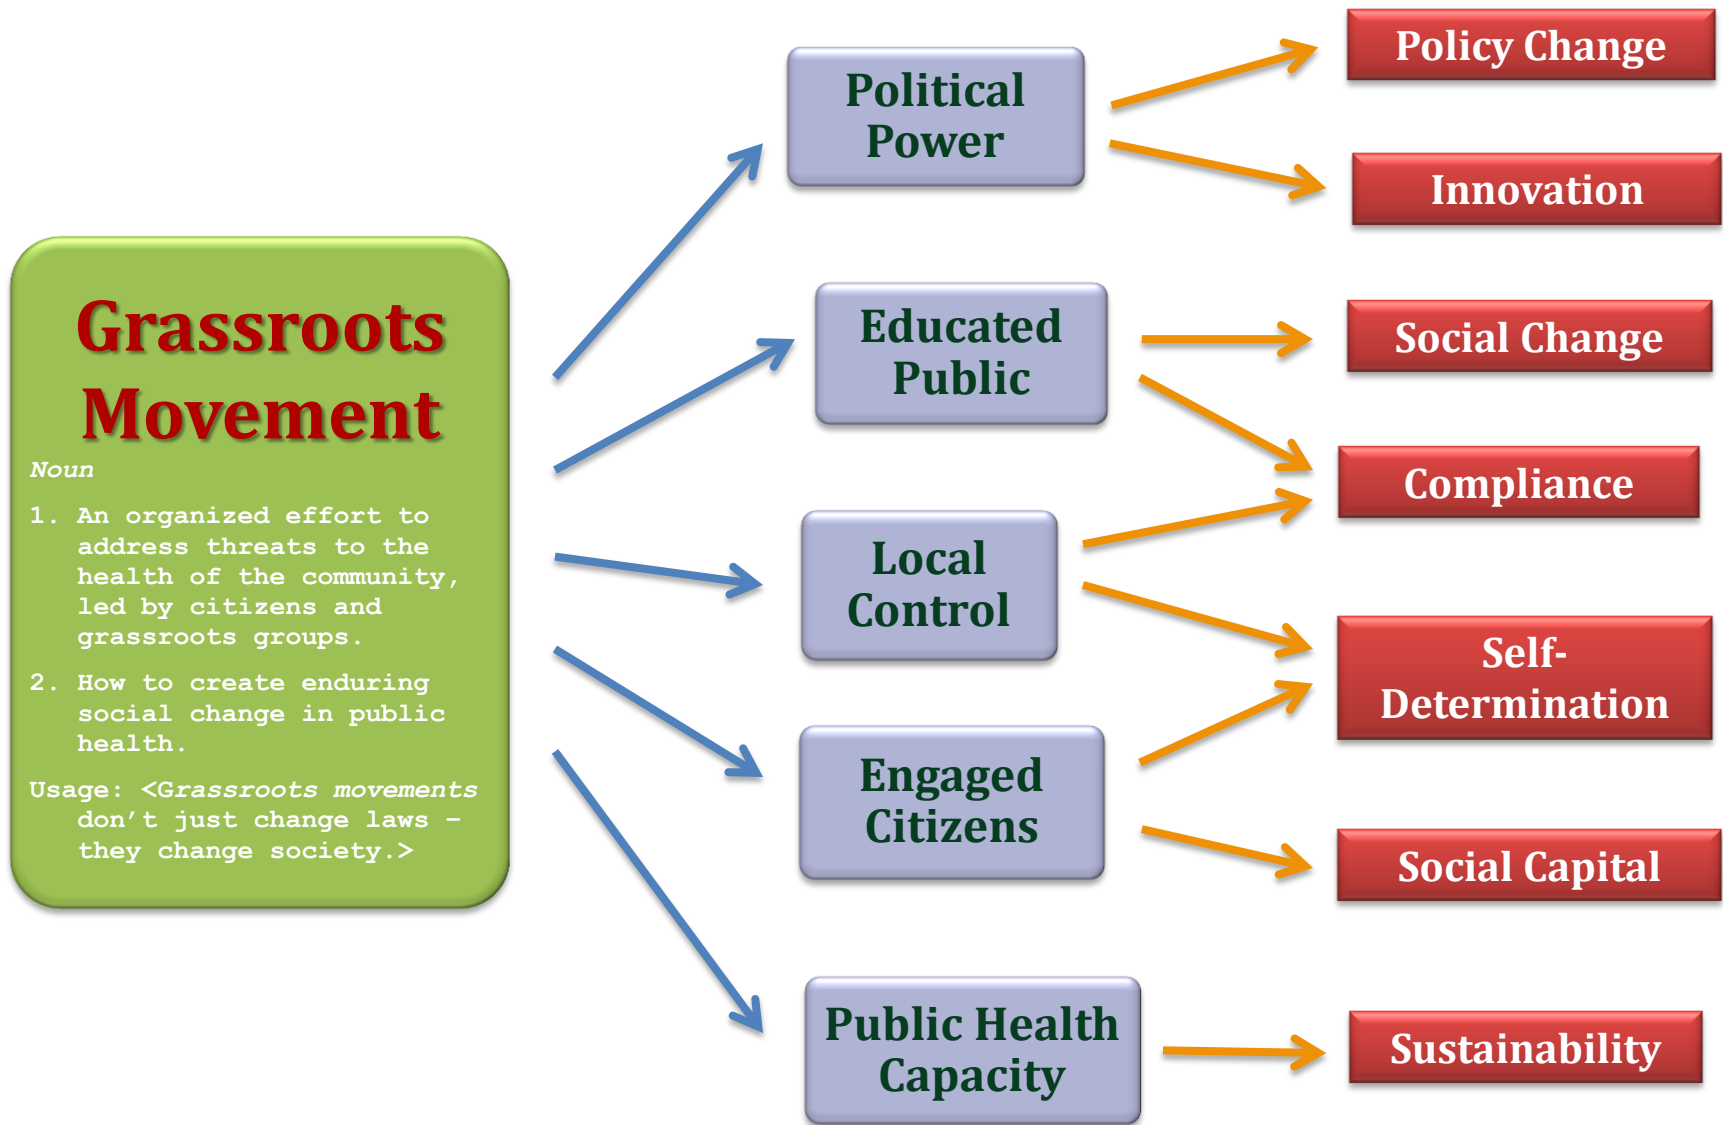 Grassroots
Movement
Noun
1. An organized effort to
address threats to the
health of the community,
led by citizens and
grassroots groups.
2. How to create enduring
social change in public
health.
Usage: <Grassroots movements
don’t just change laws –
they change society.>
Political
Power
Educated
Public
Local
Control
Engaged
Citizens
Public Health
Capacity
Policy Change
Innovation
Social Change
Compliance
Self-
Determination
Social Capital
Sustainability